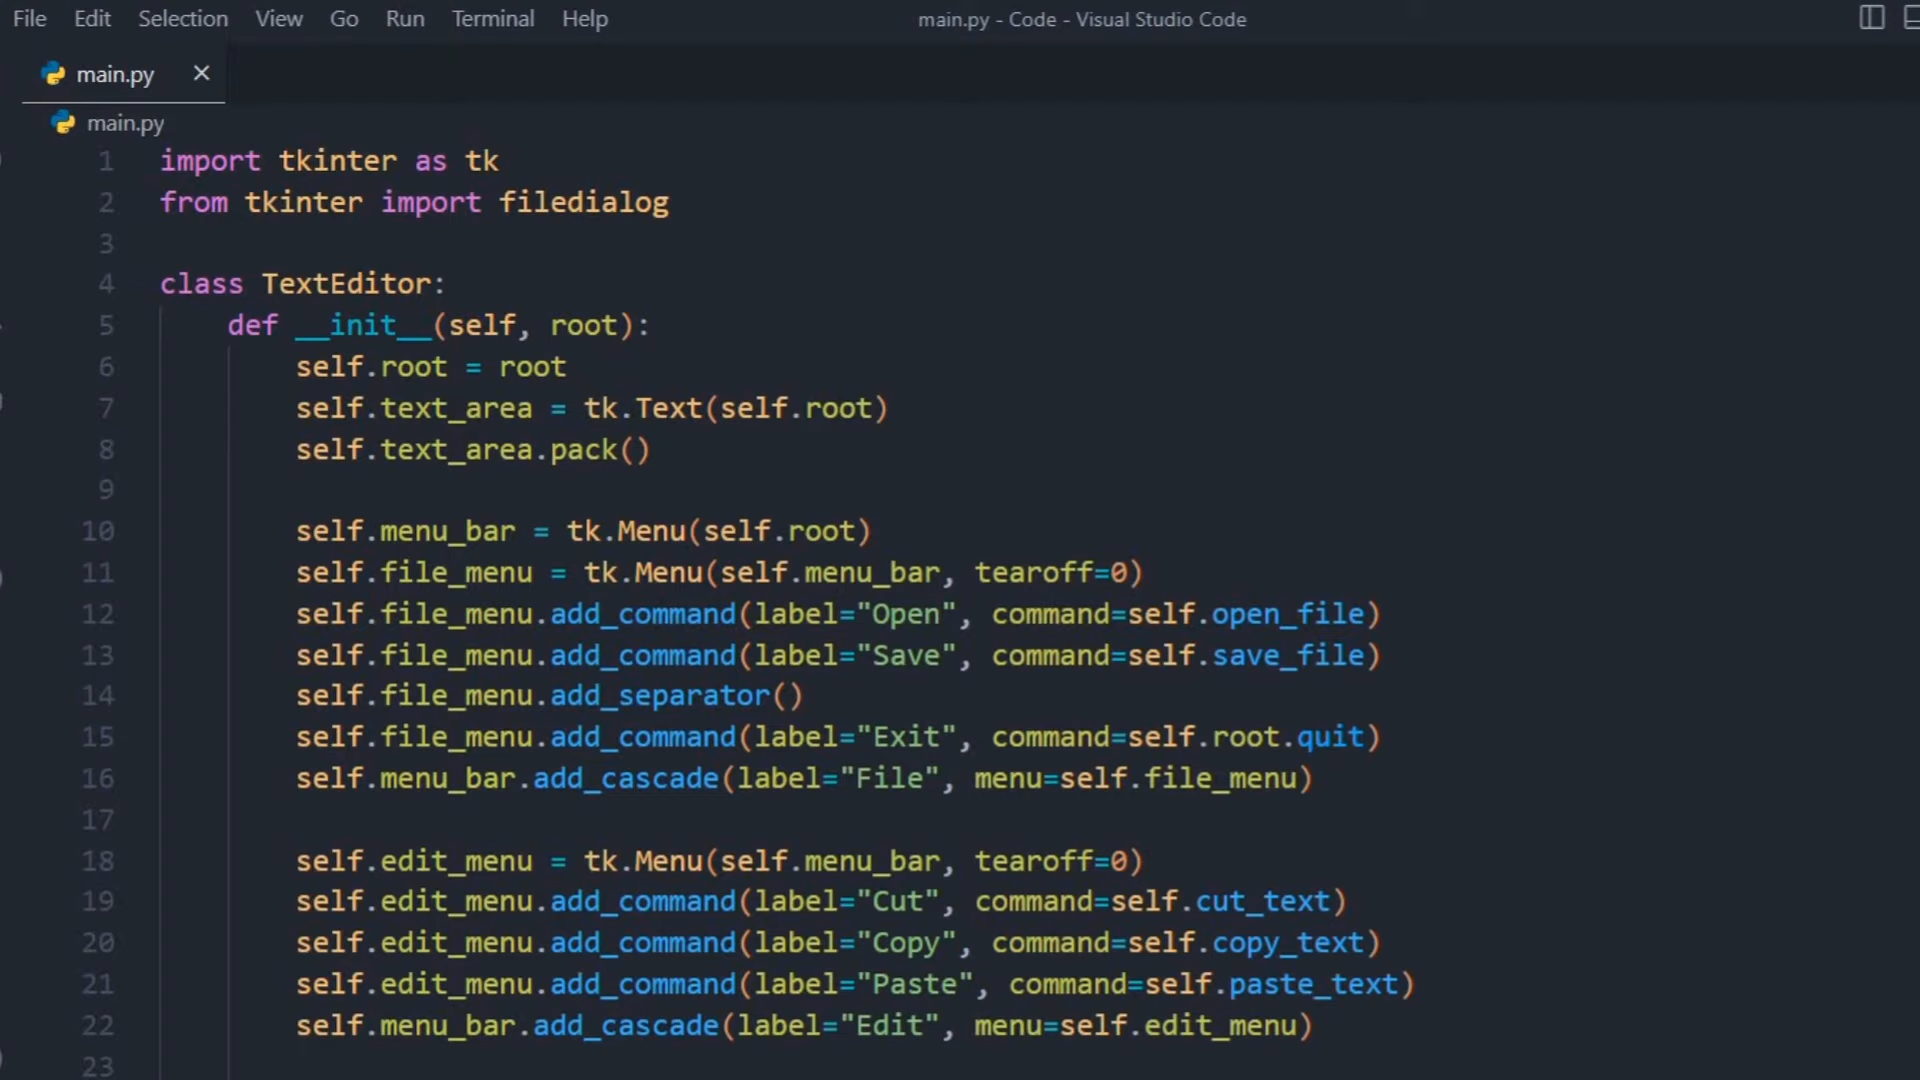 File Edit Selection View Go Run Terminal Help main.py - Code - Visual Studio Code
main.py
main.py
1 import tkinter as tk
2 from tkinter import filedialog
3
4 class TextEditor:
5     def __init__(self, root):
6         self.root = root
7         self.text_area = tk.Text(self.root)
8         self.text_area.pack()
9
10         self.menu_bar = tk.Menu(self.root)
11         self.file_menu = tk.Menu(self.menu_bar, tearoff=0)
12         self.file_menu.add_command(label="Open", command=self.open_file)
13         self.file_menu.add_command(label="Save", command=self.save_file)
14         self.file_menu.add_separator()
15         self.file_menu.add_command(label="Exit", command=self.root.quit)
16         self.menu_bar.add_cascade(label="File", menu=self.file_menu)
17
18         self.edit_menu = tk.Menu(self.menu_bar, tearoff=0)
19         self.edit_menu.add_command(label="Cut", command=self.cut_text)
20         self.edit_menu.add_command(label="Copy", command=self.copy_text)
21         self.edit_menu.add_command(label="Paste", command=self.paste_text)
22         self.menu_bar.add_cascade(label="Edit", menu=self.edit_menu)
23